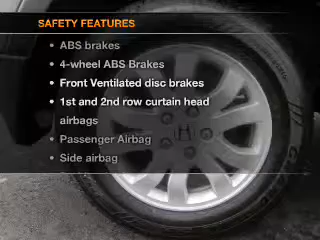 SAFETY FEATURES
• ABS brakes
• 4-wheel ABS Brakes
• Front Ventilated disc brakes
• 1st and 2nd row curtain head
airbags
• Passenger Airbag
• Side airbag